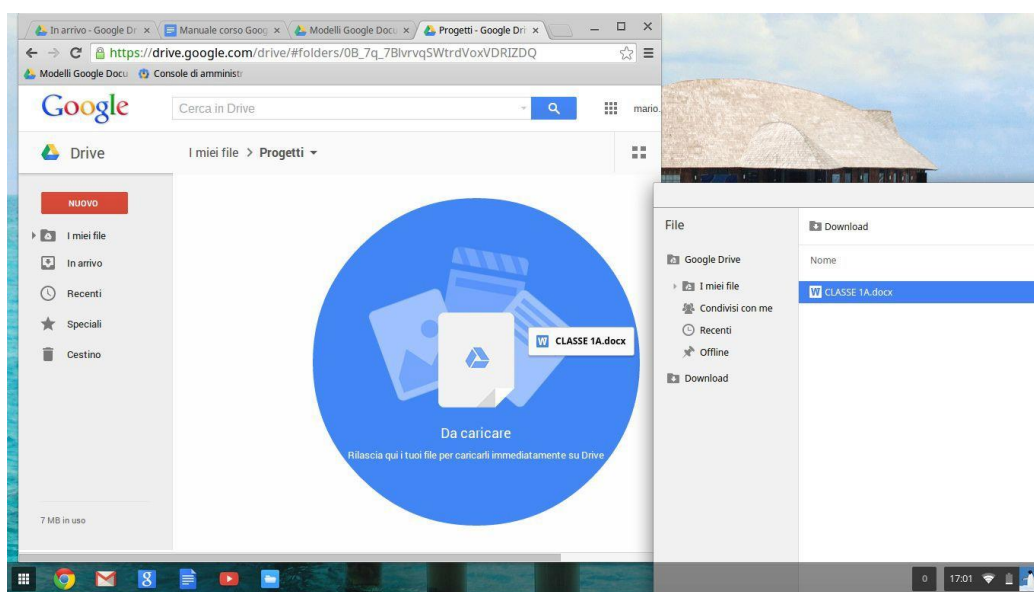 In arrivo - Google Dr
Manuale corso Goog
Modelli Google Docu
Progetti - Google Dri
https://drive.google.com/drive/#folders/0B_7q_7BlvrvqSWtrdVoxVDRIZDQ
Modelli Google Docu
Console di amministr
Google
Cerca in Drive
mario.
Drive
I miei file > Progetti
NUOVO
I miei file
In arrivo
Recenti
Speciali
Cestino
7 MB in uso
W CLASSE 1A.docx
Da caricare
Rilascia qui i tuoi file per caricarli immediatamente su Drive
File
Google Drive
I miei file
Condivisi con me
Recenti
Offline
Download
Download
Nome
W CLASSE 1A.docx
8
0
17:01